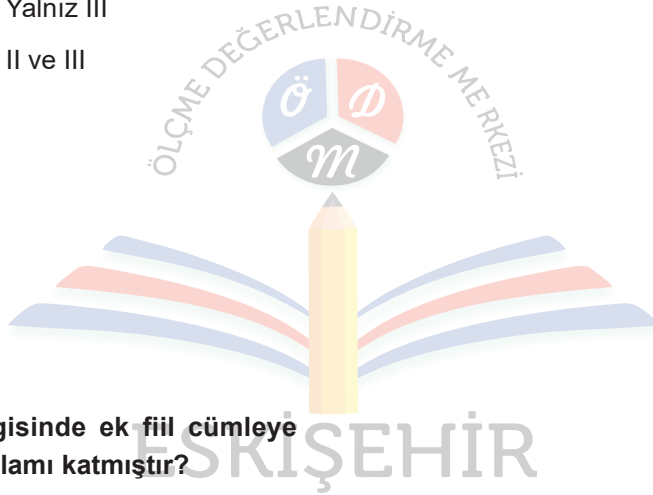 Yalnız III
II ve III
ÖLÇME DEĞERLENDİRME MERKEZİ
Ö D
M
gisinde ek fiil cümleye
lamı katmıştır?
ESKİŞEHİR